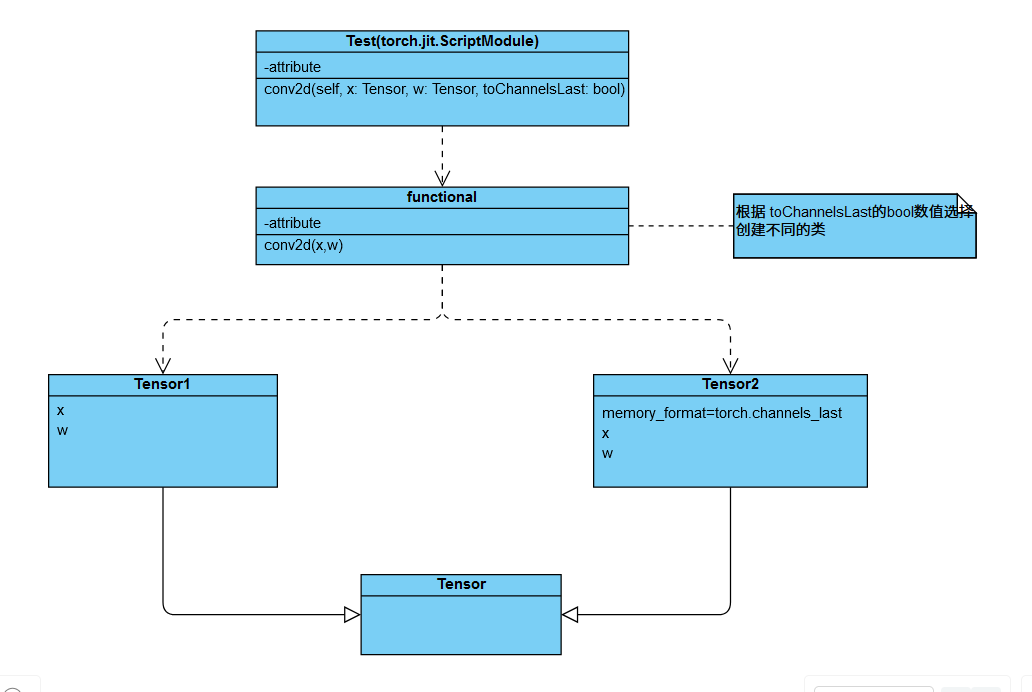 Test(torch.jit.ScriptModule)
-attribute
conv2d(self, x: Tensor, w: Tensor, toChannelsLast: bool)
functional
-attribute
conv2d(x,w)
根据 toChannelsLast的bool数值选择
创建不同的类
Tensor1
x
w
Tensor2
memory_format=torch.channels_last
x
w
Tensor